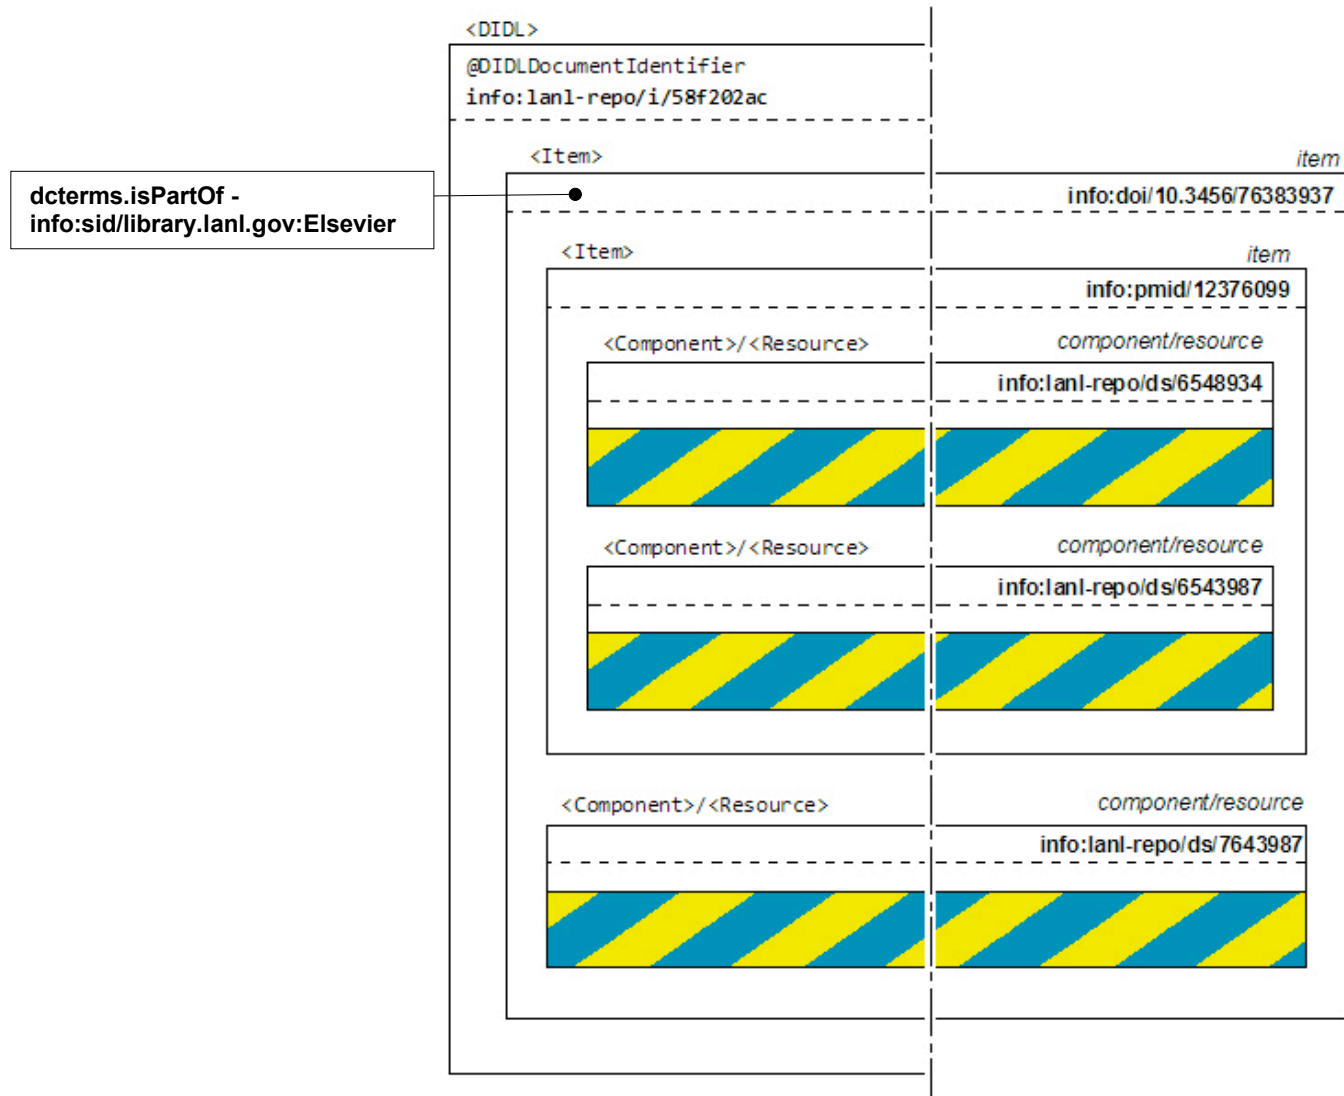 <DIDL>
@DIDLDocumentIdentifier
info:lanl-repo/i/58f202ac
<Item>
item
dcterms.isPartOf -
info:sid/library.lanl.gov:Elsevier
info:doi/10.3456/76383937
<Item>
item
info:pmid/12376099
<Component>/<Resource>
component/resource
info:lanl-repo/ds/6548934
<Component>/<Resource>
component/resource
info:lanl-repo/ds/6543987
<Component>/<Resource>
component/resource
info:lanl-repo/ds/7643987